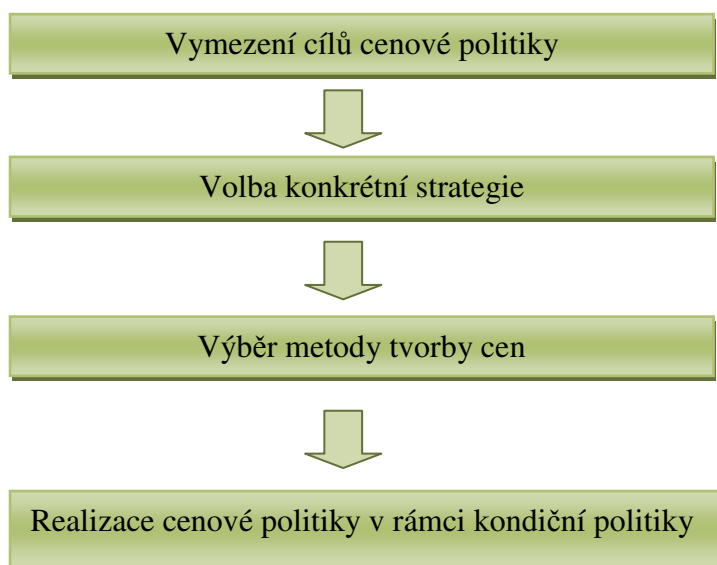 Vymezení cílů cenové politiky
Volba konkrétní strategie
Výběr metody tvorby cen
Realizace cenové politiky v rámci kondiční politiky